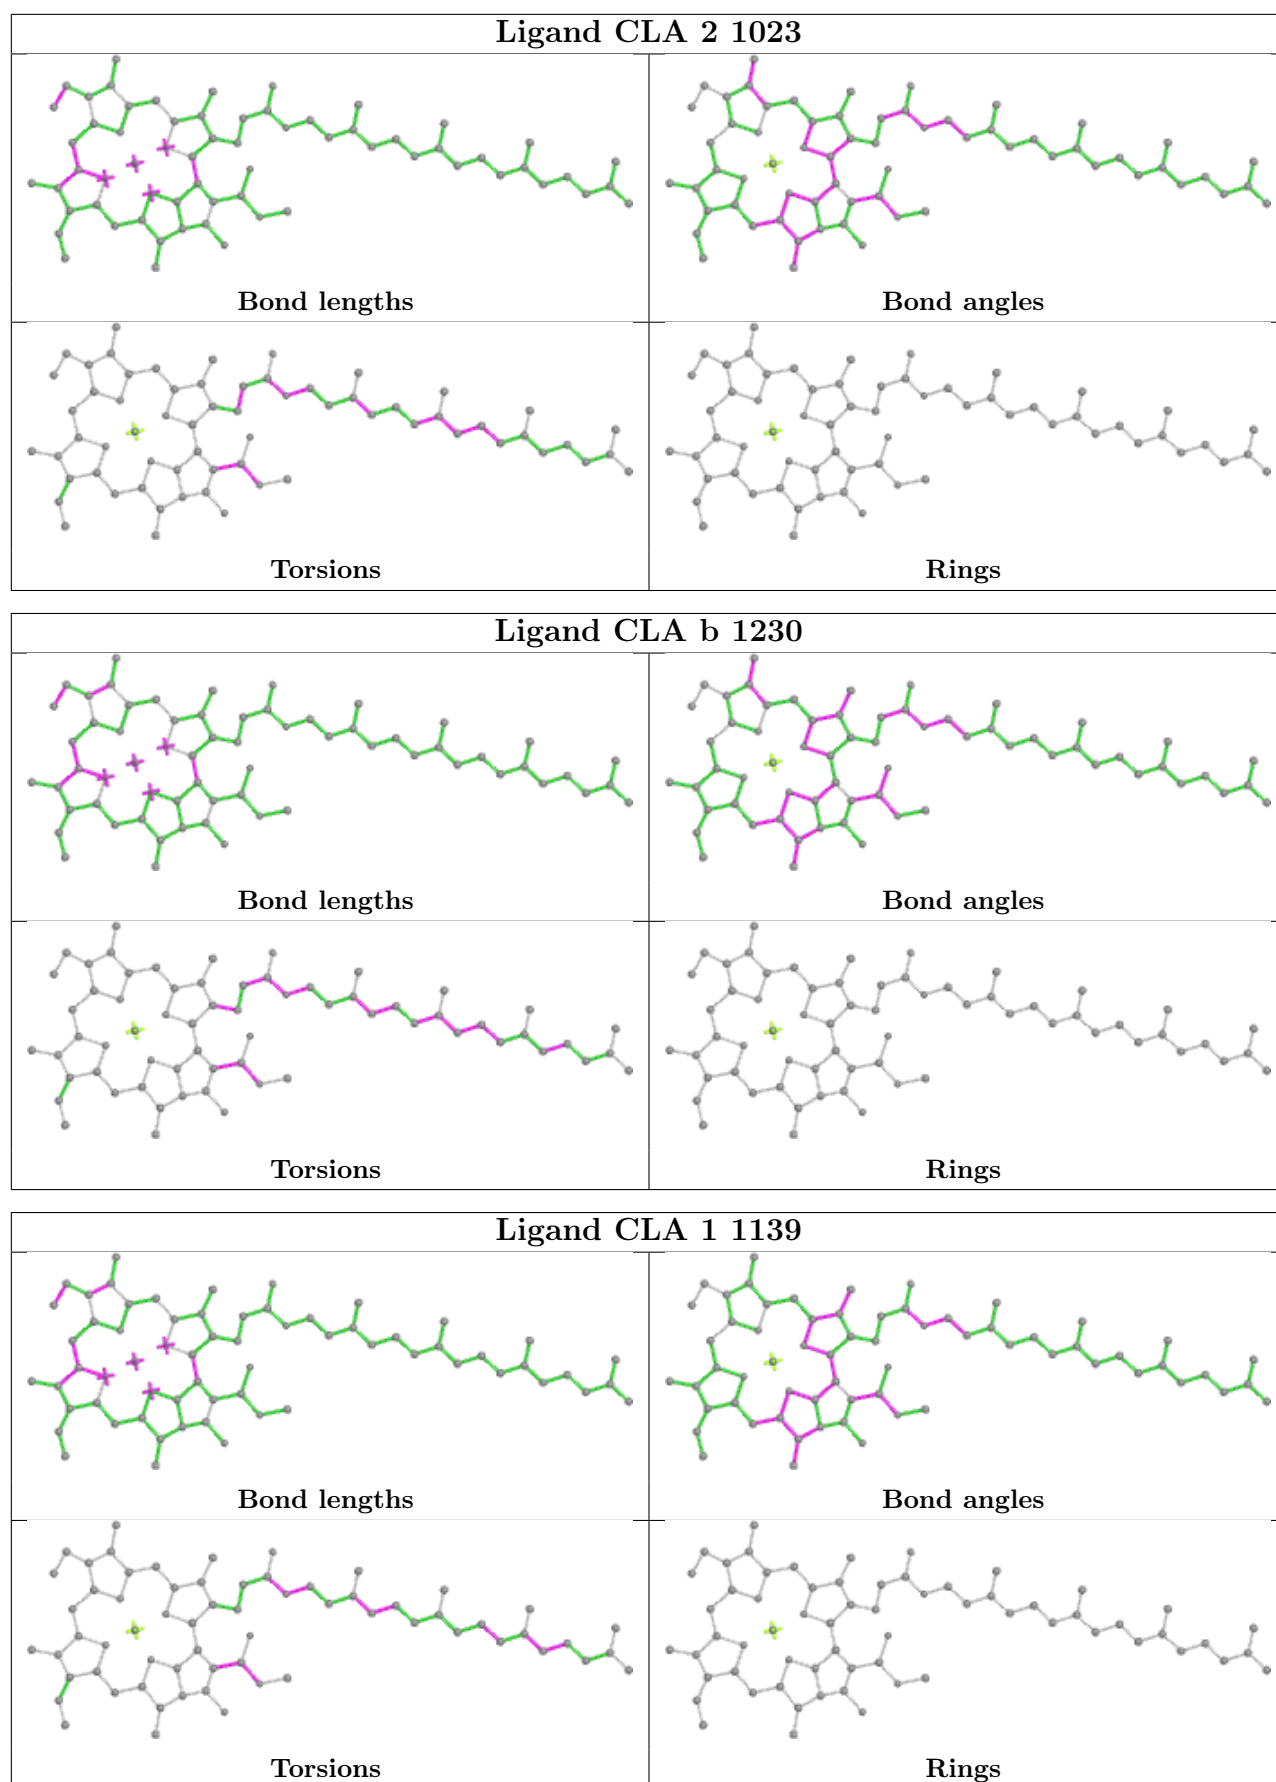 Ligand CLA 2 1023
Bond lengths
Bond angles
Torsions
Rings
Ligand CLA b 1230
Bond lengths
Bond angles
Torsions
Rings
Ligand CLA 1 1139
Bond lengths
Bond angles
Torsions
Rings